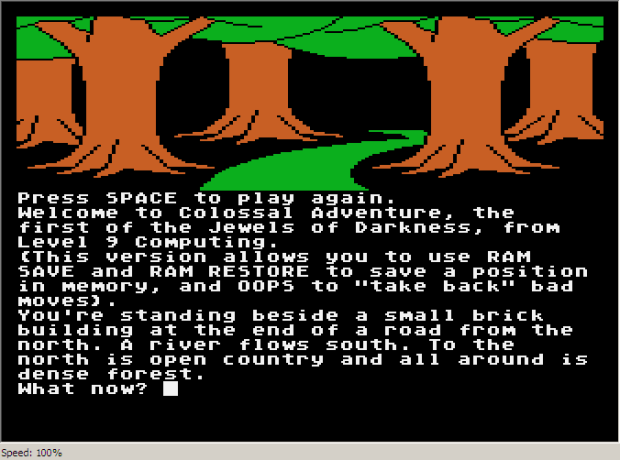 Press SPACE to play again.
Welcome to Colossal Adventure, the
first of the Jewels of Darkness, from
Level 9 Computing.
(This version allows you to use RAM
SAVE and RAM RESTORE to save a position
in memory, and OOPS to "take back" bad
moves).
You're standing beside a small brick
building at the end of a road from the
north. A river flows south. To the
north is open country and all around is
dense forest.
What now?
Speed: 100%